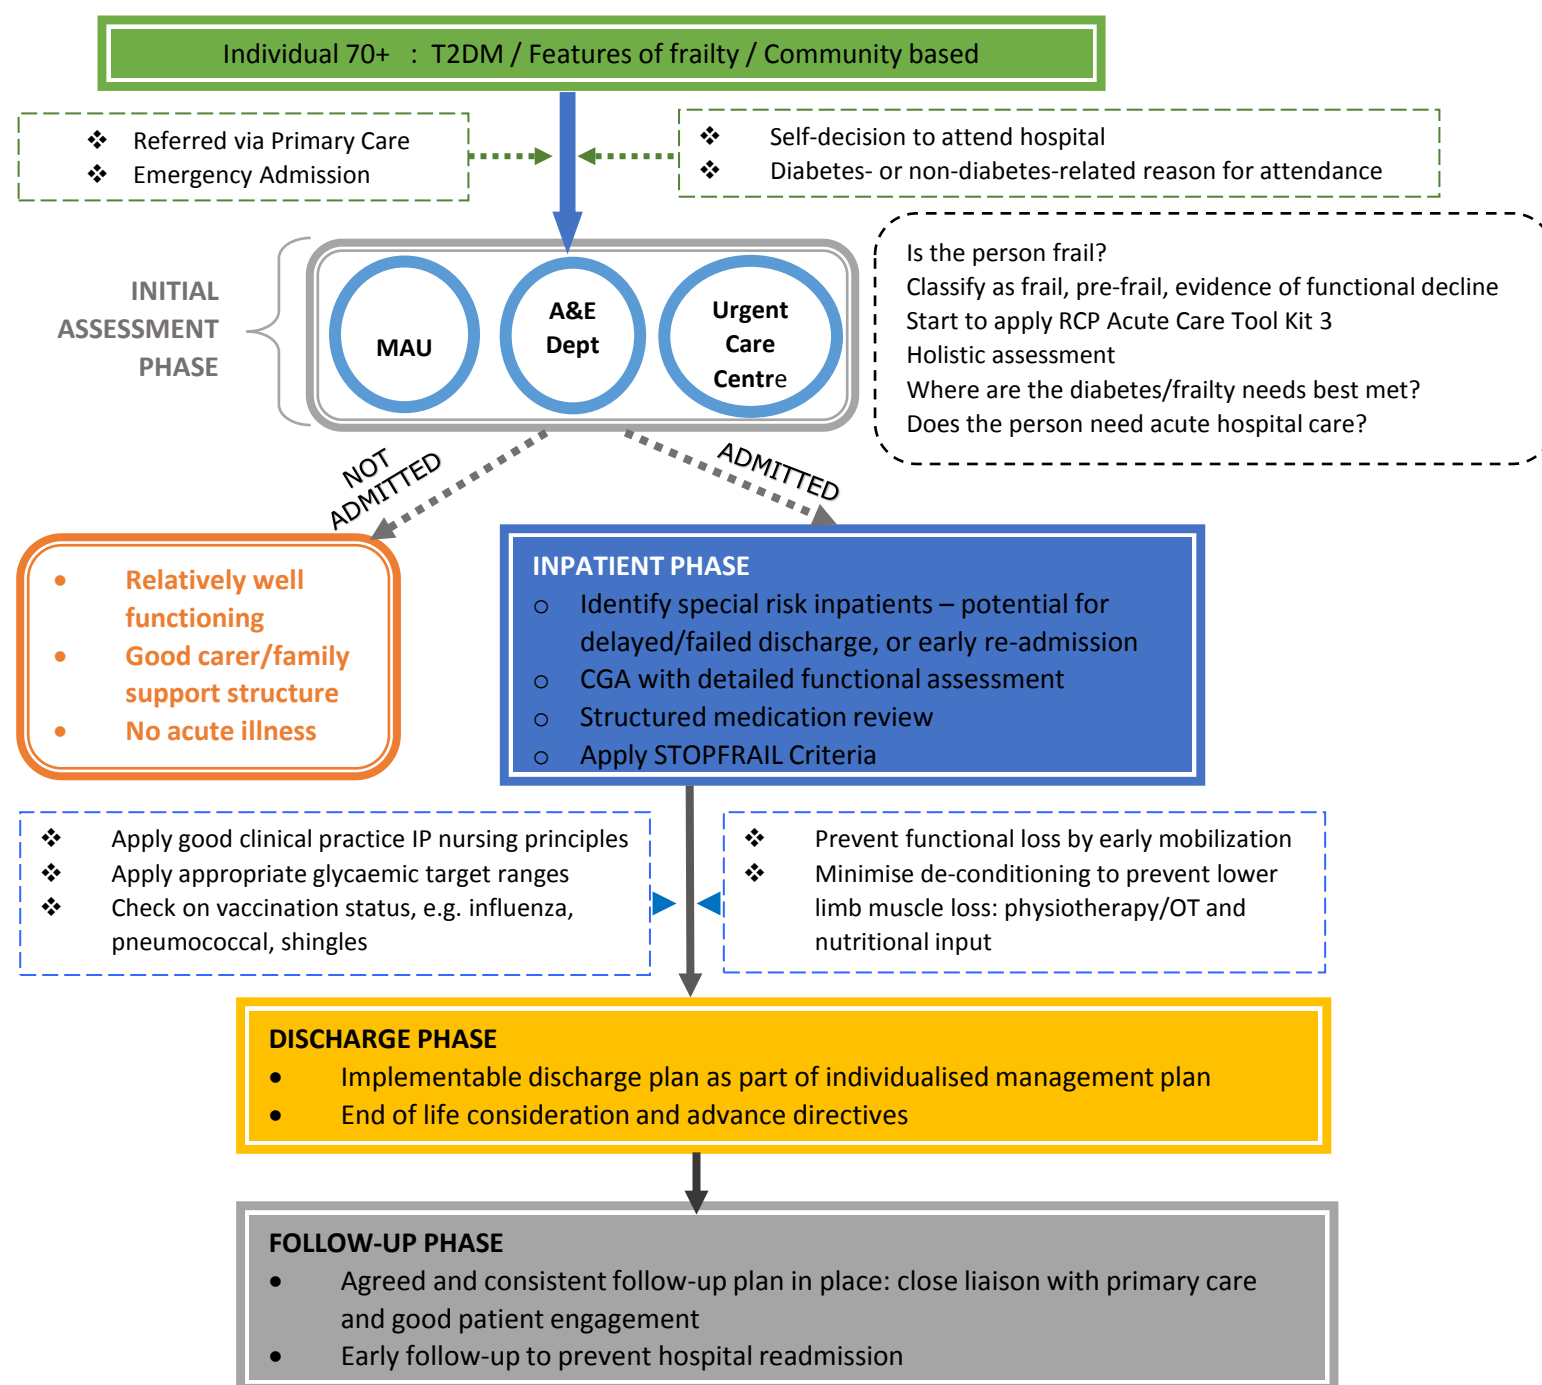 Individual 70+ : T2DM / Features of frailty / Community based
❖ Referred via Primary Care
❖ Emergency Admission
❖ Self-decision to attend hospital
❖ Diabetes- or non-diabetes-related reason for attendance
INITIAL
ASSESSMENT
PHASE
MAU
A&E
Dept
Urgent
Care
Centre
Is the person frail?
Classify as frail, pre-frail, evidence of functional decline
Start to apply RCP Acute Care Tool Kit 3
Holistic assessment
Where are the diabetes/frailty needs best met?
Does the person need acute hospital care?
NOT
ADMITTED
ADMITTED
• Relatively well
functioning
• Good carer/family
support structure
• No acute illness
INPATIENT PHASE
o Identify special risk inpatients – potential for
delayed/failed discharge, or early re-admission
o CGA with detailed functional assessment
o Structured medication review
o Apply STOPFRAIL Criteria
❖ Apply good clinical practice IP nursing principles
❖ Apply appropriate glycaemic target ranges
❖ Check on vaccination status, e.g. influenza,
pneumococcal, shingles
❖ Prevent functional loss by early mobilization
❖ Minimise de-conditioning to prevent lower
limb muscle loss: physiotherapy/OT and
nutritional input
DISCHARGE PHASE
• Implementable discharge plan as part of individualised management plan
• End of life consideration and advance directives
FOLLOW-UP PHASE
• Agreed and consistent follow-up plan in place: close liaison with primary care
and good patient engagement
• Early follow-up to prevent hospital readmission